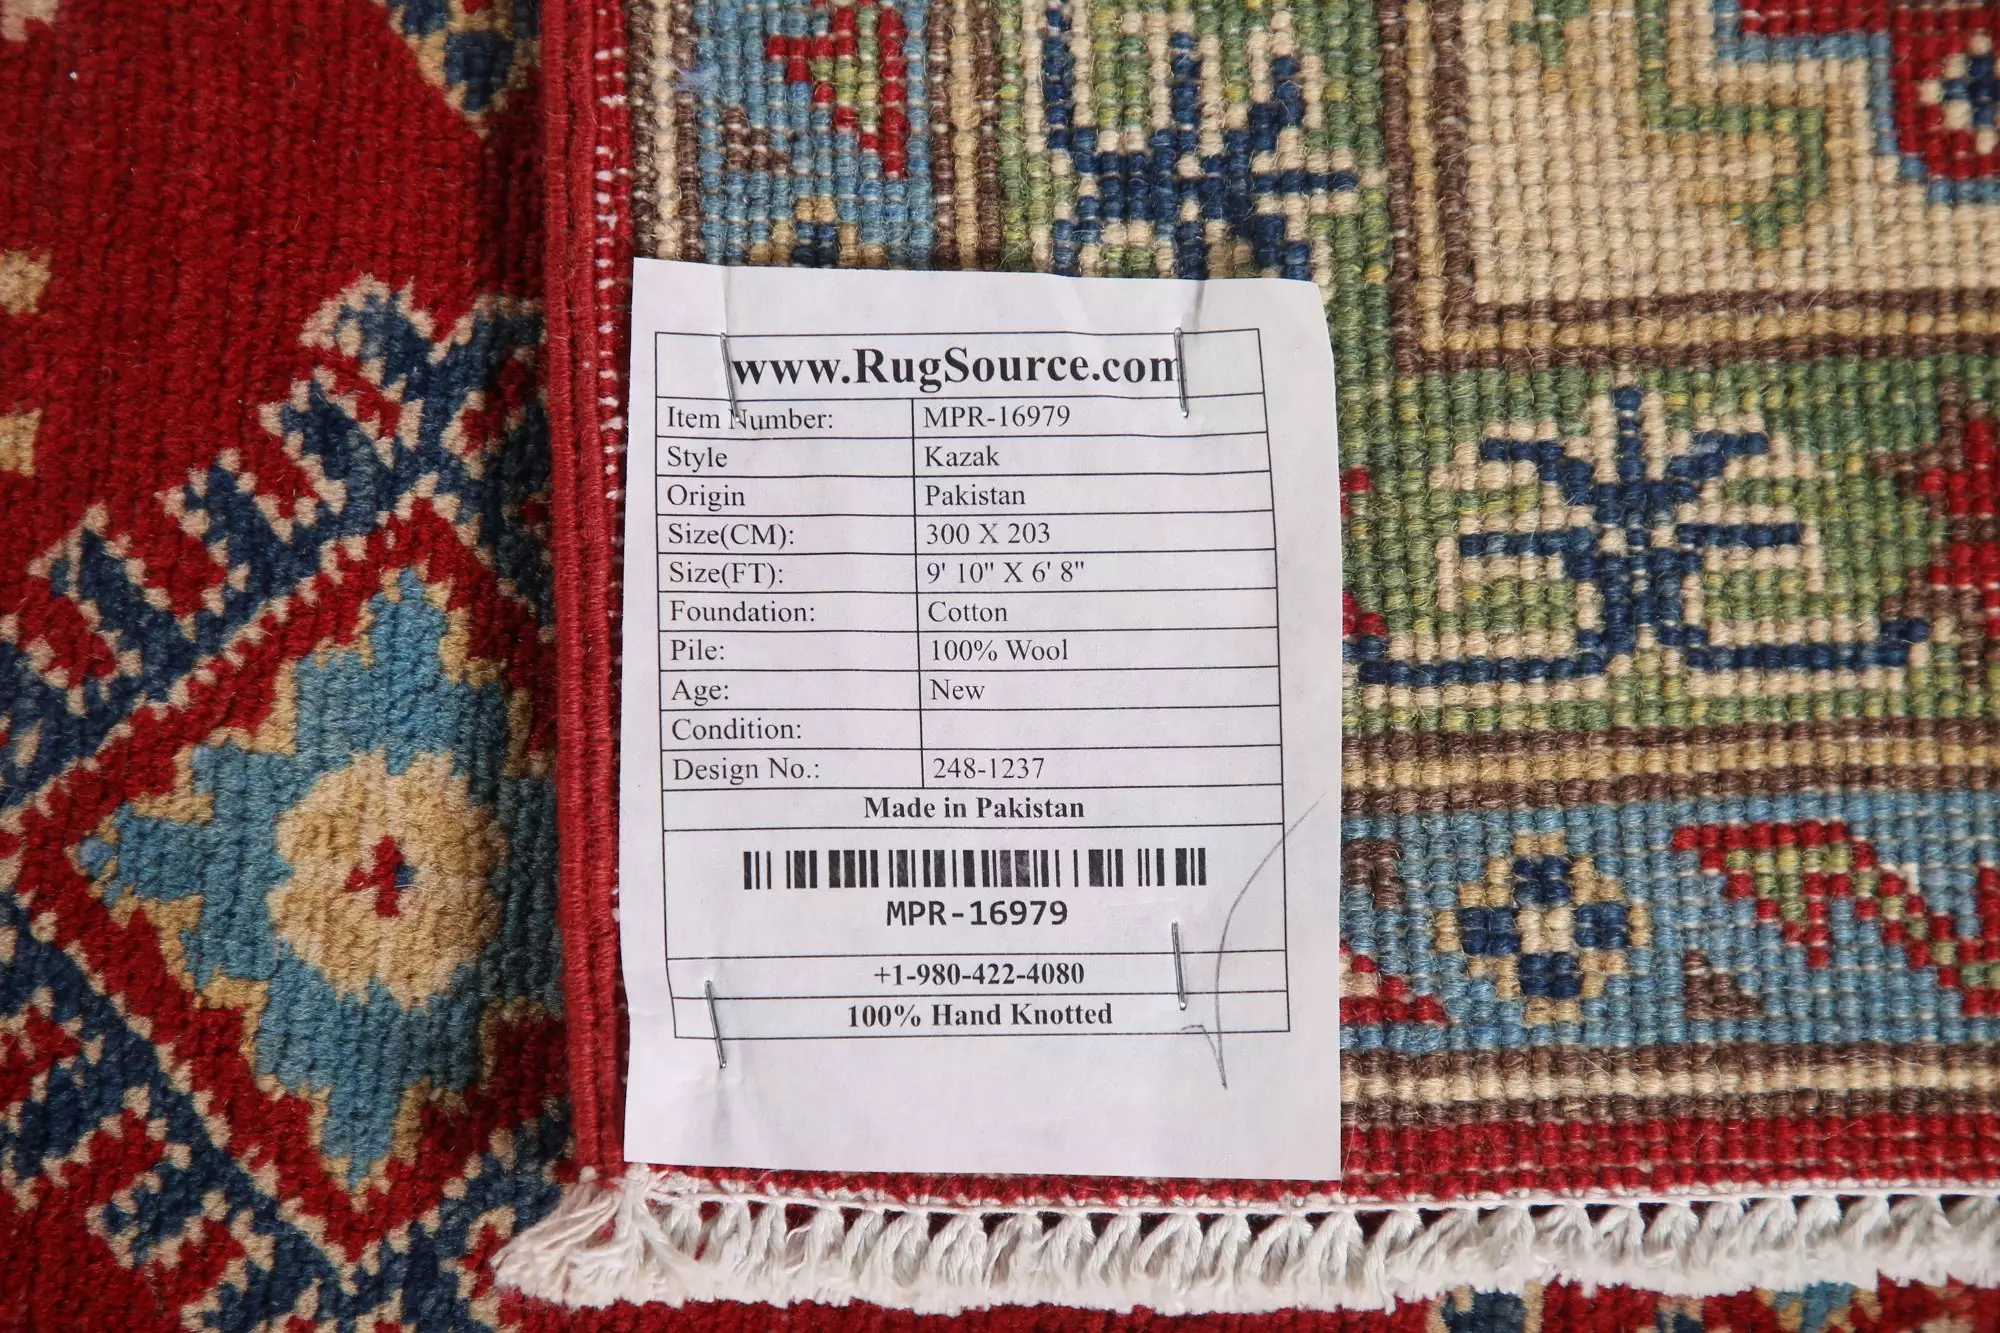 www.RugSource.com
Item Number: MPR-16979
Style Kazak
Origin Pakistan
Size(CM): 300 X 203
Size(FT): 9' 10" X 6' 8"
Foundation: Cotton
Pile: 100% Wool
Age: New
Condition:
Design No.: 248-1237
Made in Pakistan
MPR-16979
+1-980-422-4080
100% Hand Knotted